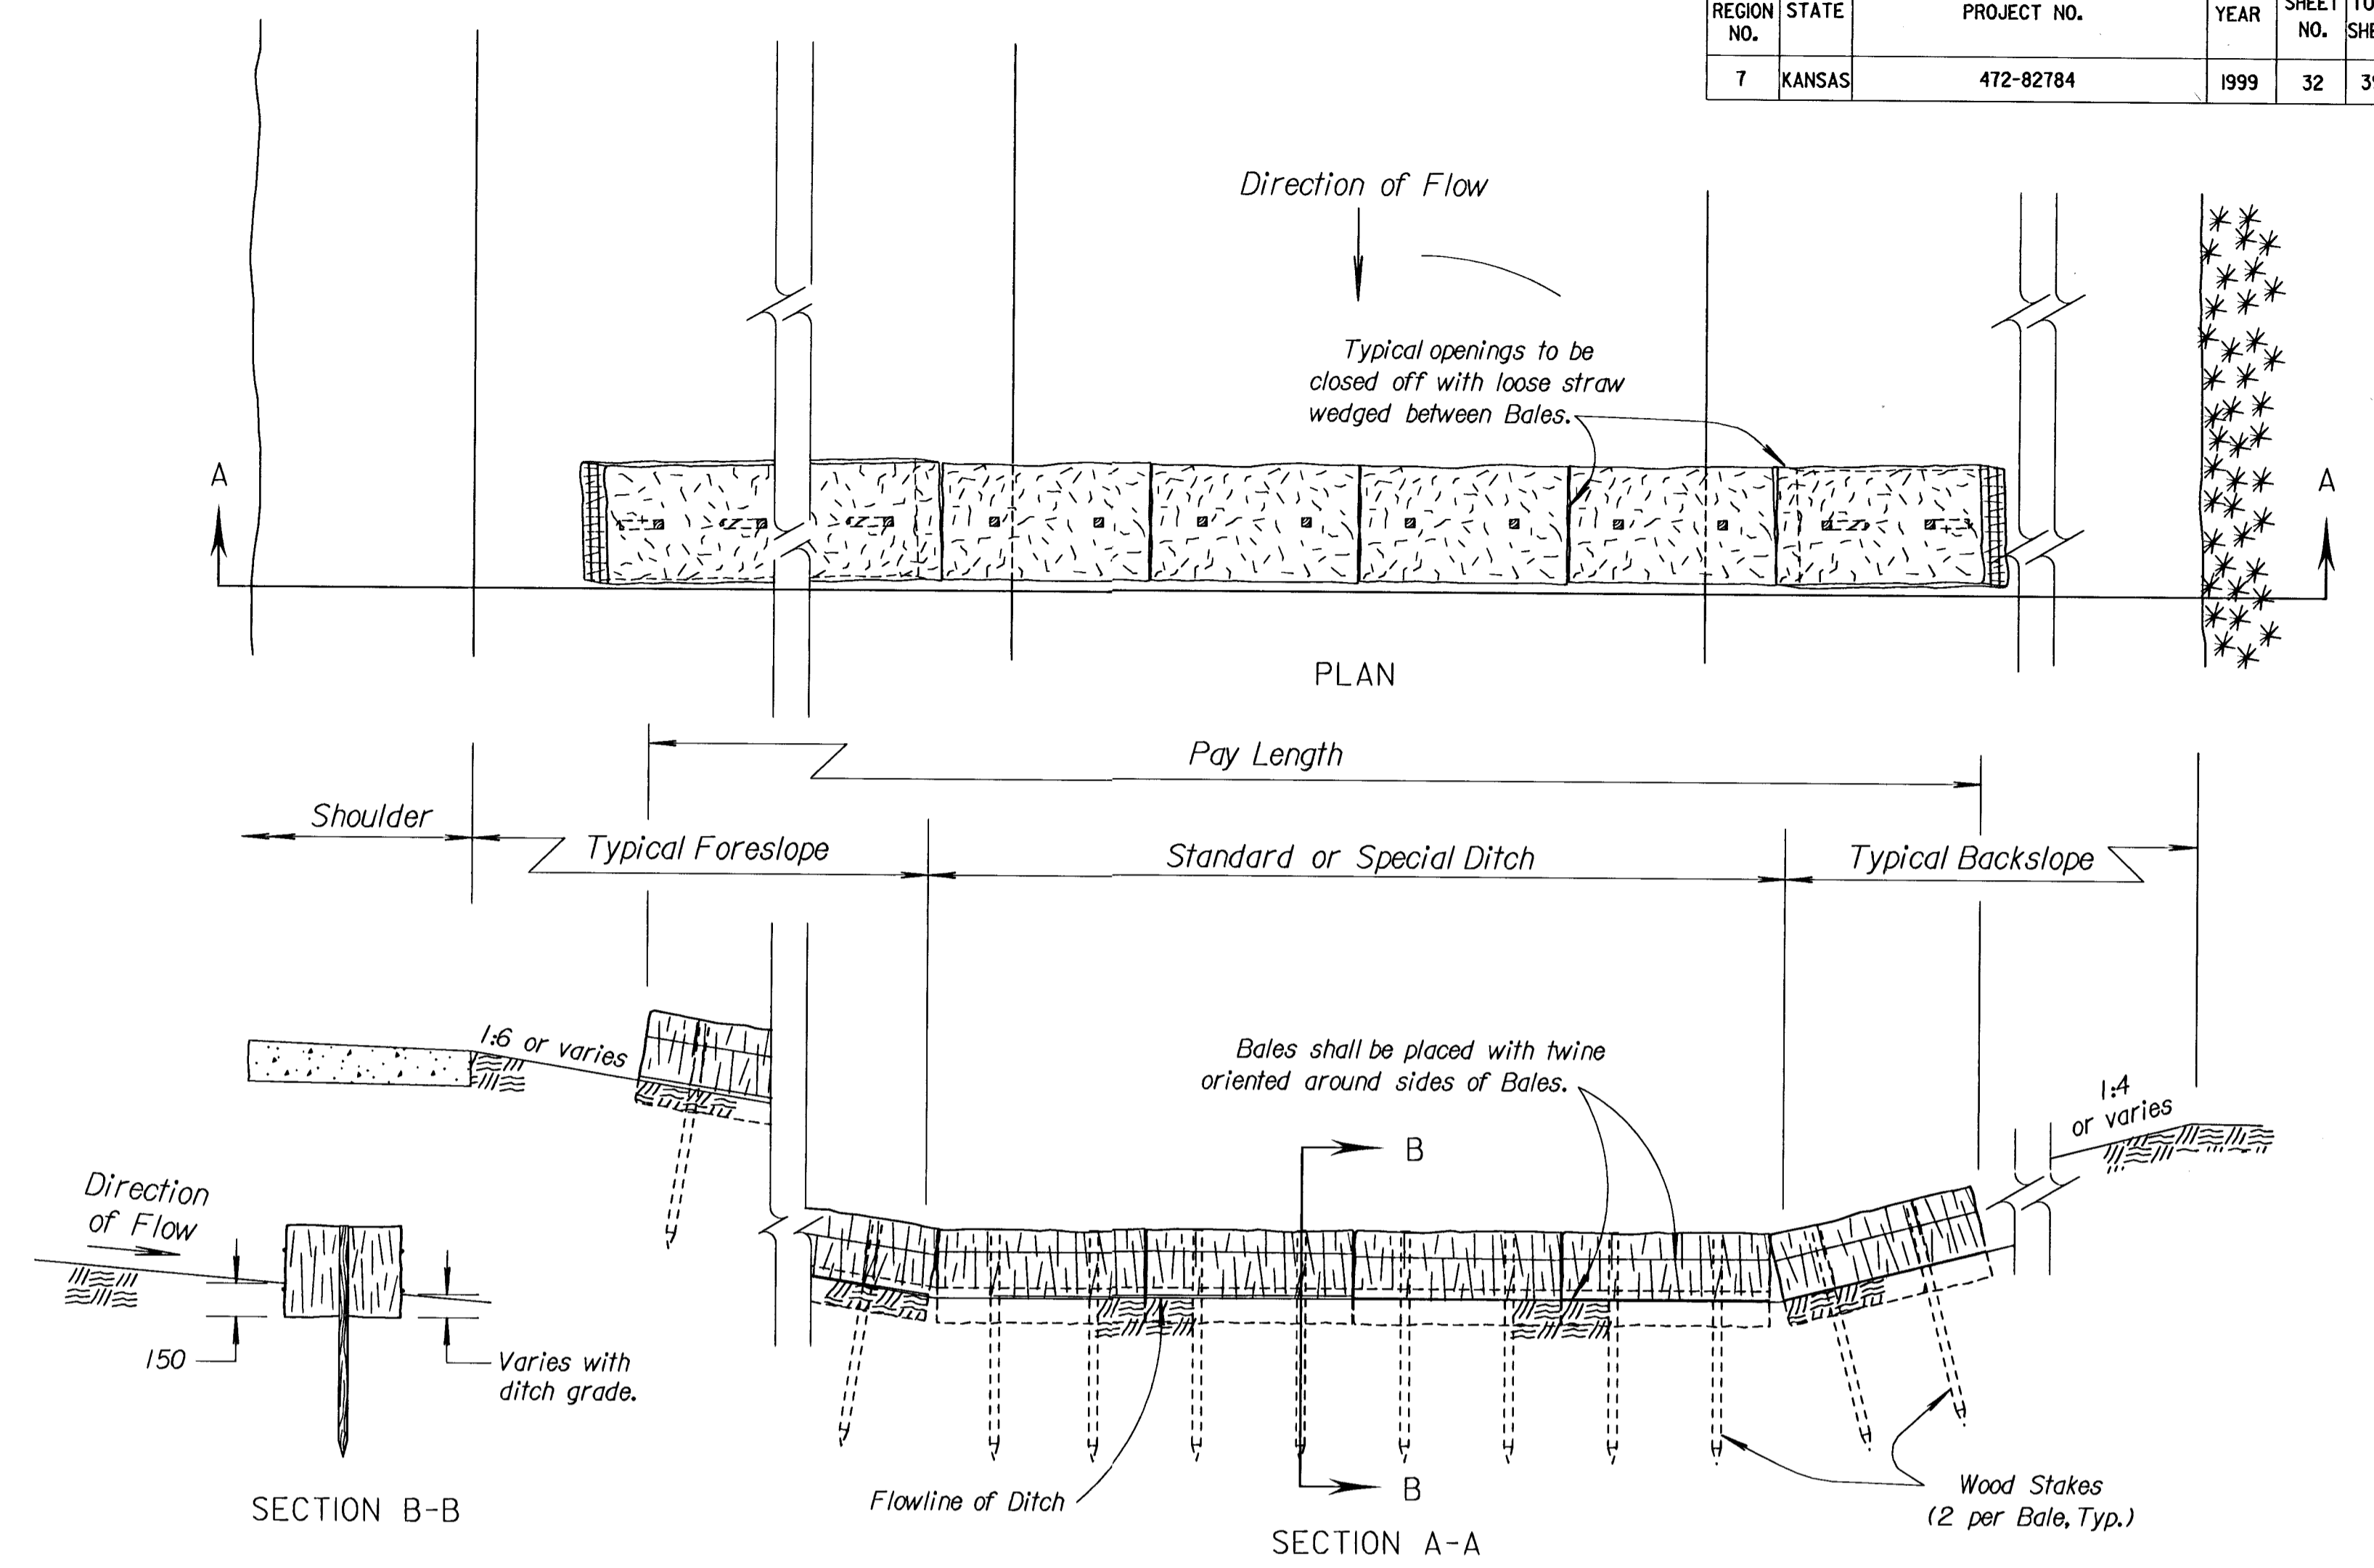 REGION NO.
STATE
PROJECT NO.
YEAR
SHEET NO.
7
KANSAS
472-82784
1999
32
Direction of Flow
Typical openings to be
closed off with loose straw
wedged between Bales.
A
A
PLAN
Pay Length
Shoulder
Typical Foreslope
Standard or Special Ditch
Typical Backslope
1:6 or varies
Bales shall be placed with twine
oriented around sides of Bales.
1:4
or varies
B
Direction
of Flow
150
Varies with
ditch grade.
Flowline of Ditch
B
Wood Stakes
(2 per Bale, Typ.)
SECTION B-B
SECTION A-A